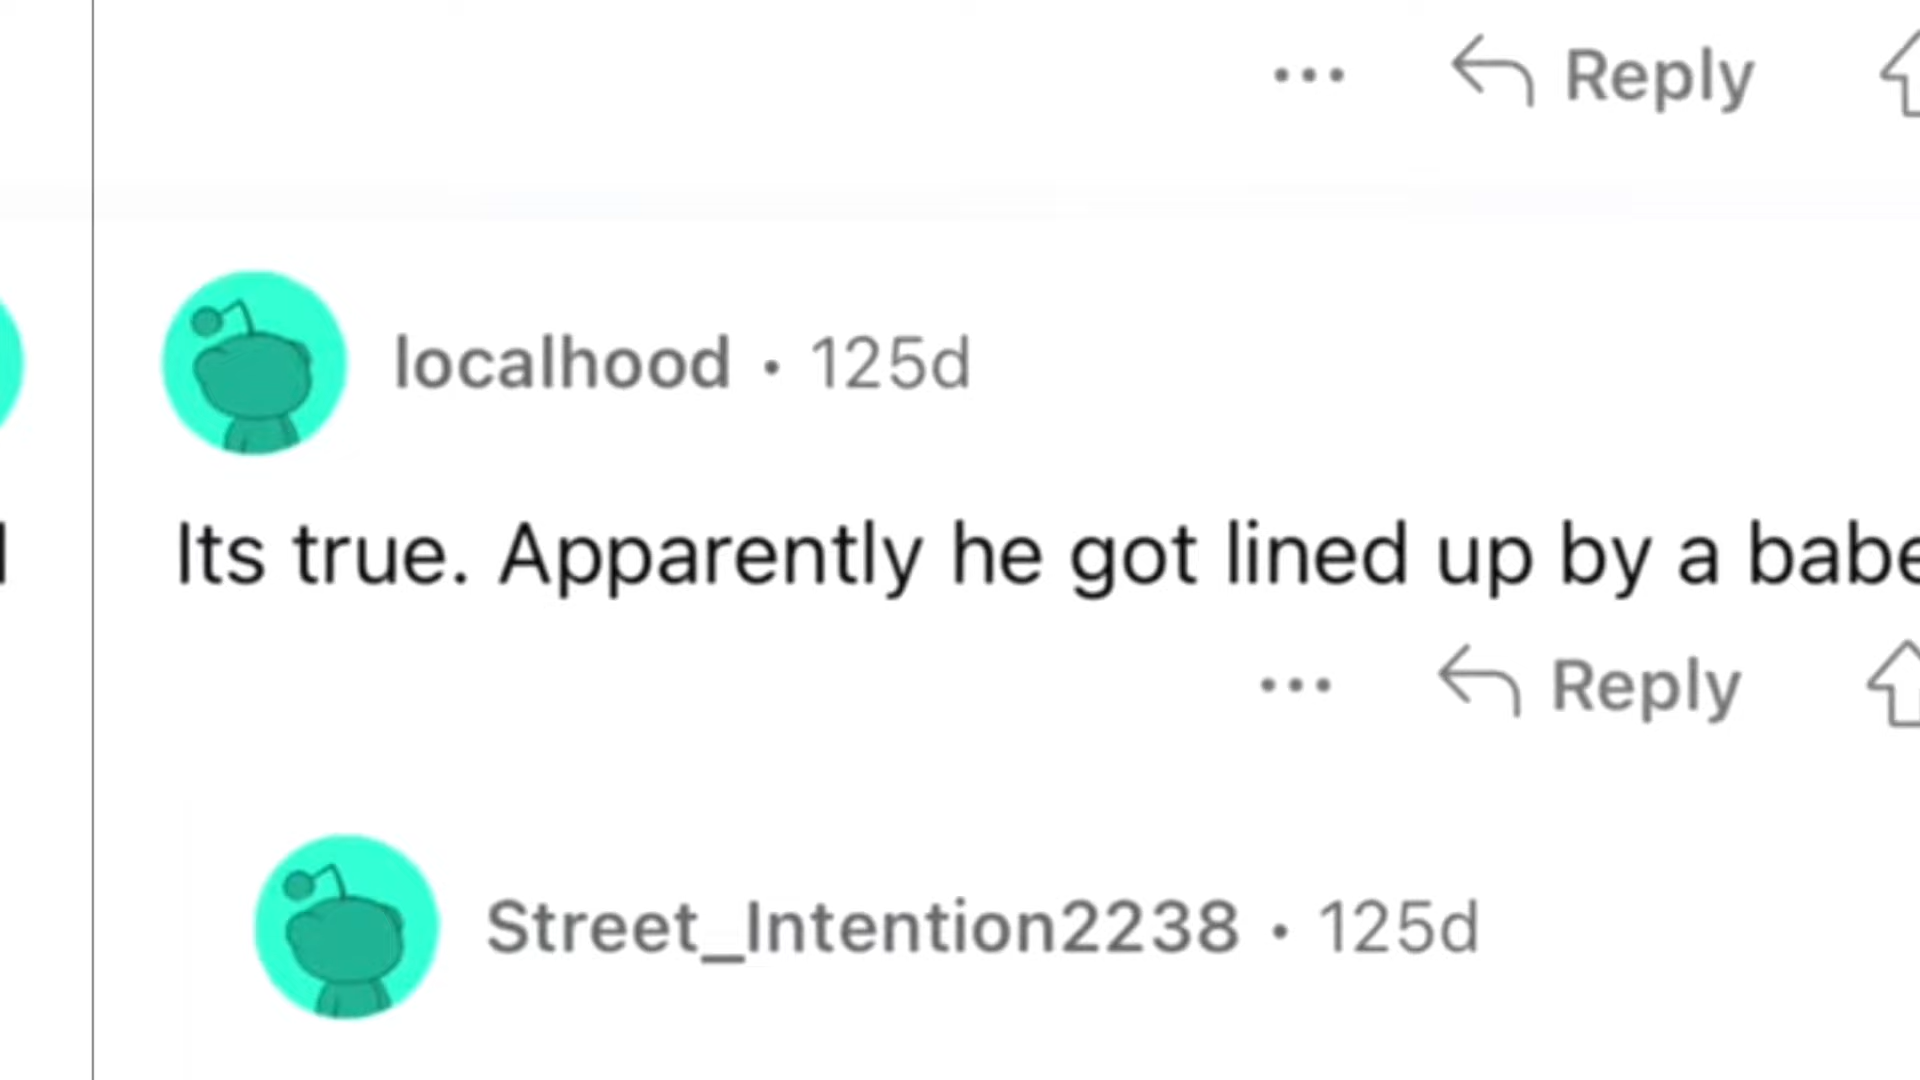 Reply
localhood • 125d
Its true. Apparently he got lined up by a babe
Reply
Street_Intention2238 • 125d